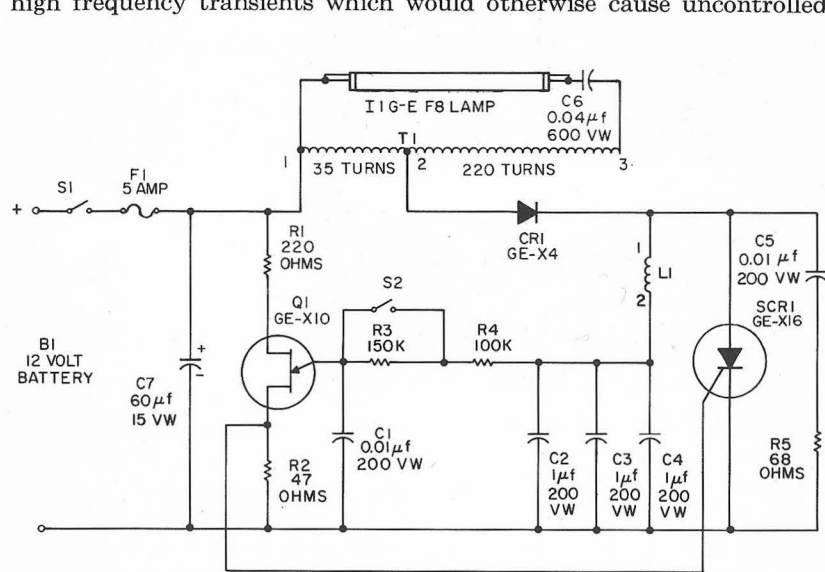 high frequency transients which would otherwise cause uncontrolled
I1G-E F8 LAMP
C6
0.04μf
600 VW
T1
1
35 TURNS
2
220 TURNS
3
S1
F1
5 AMP
+
R1
220
OHMS
CR1
GE-X4
1
L1
2
C5
0.01 μf
200 VW
SCR1
GE-X16
Q1
GE-X10
S2
R3
150K
R4
100K
B1
12 VOLT
BATTERY
C7
60μf
15 VW
+
-
C1
0.01μf
200 VW
R2
47
OHMS
C2
1μf
200
VW
C3
1μf
200
VW
C4
1μf
200
VW
R5
68
OHMS